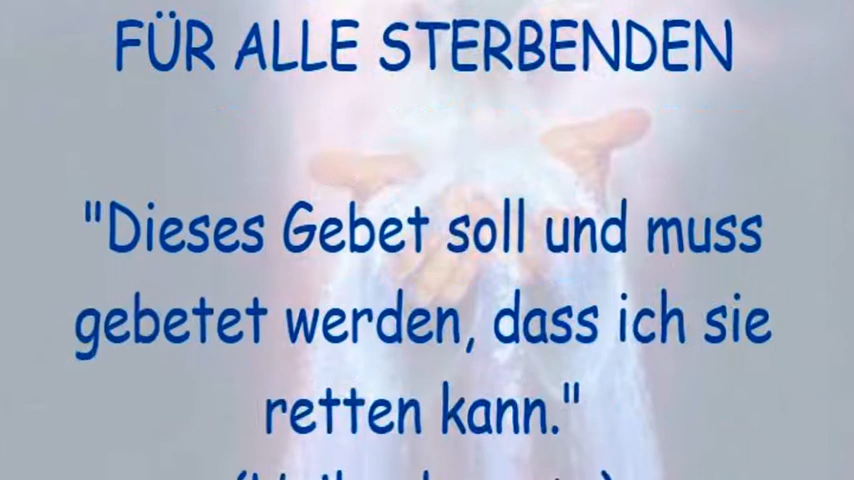 FÜR ALLE STERBENDEN
"Dieses Gebet soll und muss
gebetet werden, dass ich sie
retten kann."